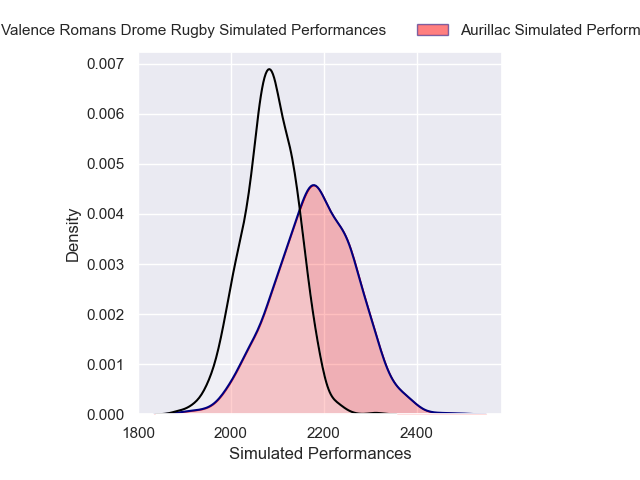 Valence Romans Drome Rugby Simulated Performances Aurillac Simulated Perform
0.007
0.006
0.005
0.004
0.003
0.002
0.001
0.000
Density
1800 2000 2200 2400
Simulated Performances